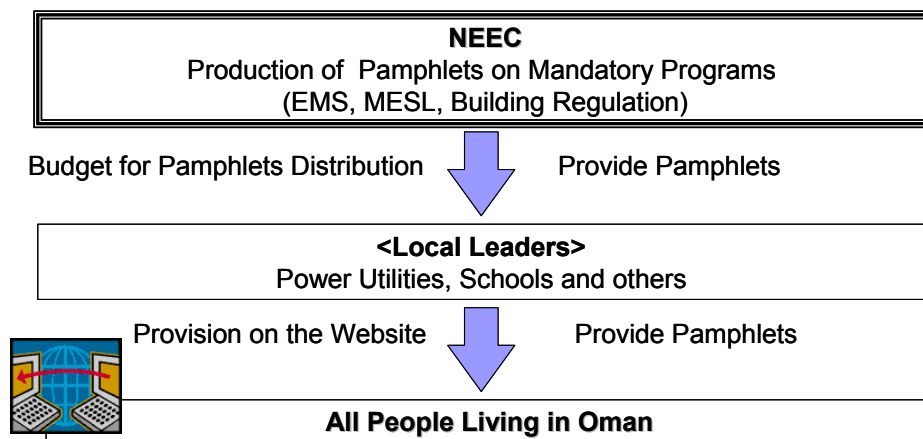 NEEC
Production of Pamphlets on Mandatory Programs
(EMS, MESL, Building Regulation)
Budget for Pamphlets Distribution
Provide Pamphlets
<Local Leaders>
Power Utilities, Schools and others
Provision on the Website
Provide Pamphlets
All People Living in Oman